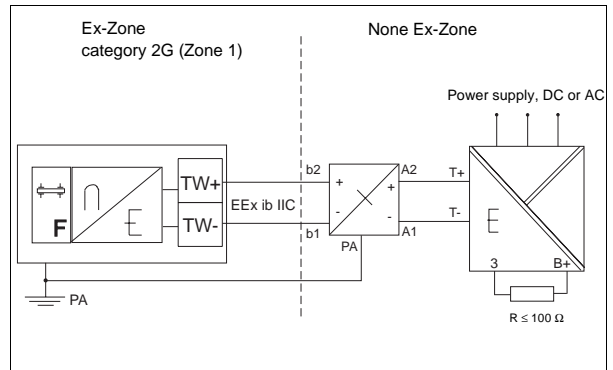 Ex-Zone
category 2G (Zone 1)
None Ex-Zone
Power supply, DC or AC
F
n
E
TW+
TW-
EEx ib IIC
b2
b1
+
-
+
-
PA
A2
A1
T+
T-
E
3
B+
R ≤ 100 Ω
PA